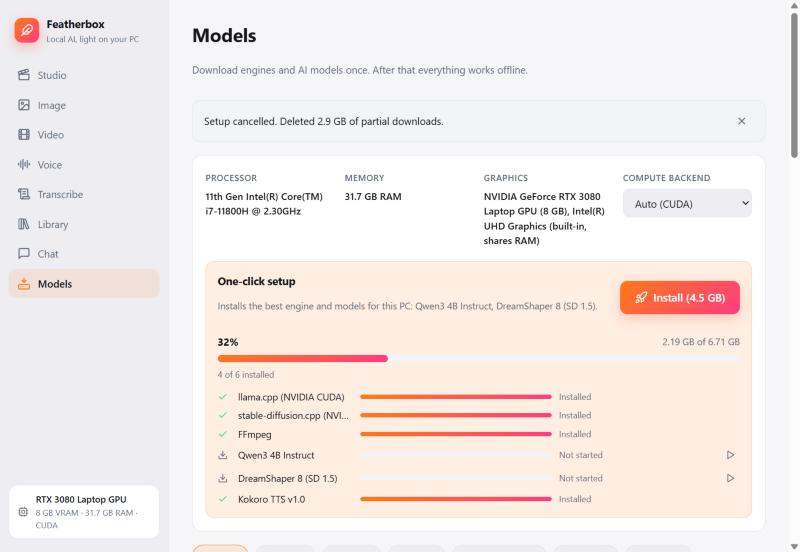 Featherbox
Local AI, light on your PC
Studio
Image
Video
Voice
Transcribe
Library
Chat
Models
RTX 3080 Laptop GPU
8 GB VRAM · 31.7 GB RAM ·
CUDA
Models
Download engines and AI models once. After that everything works offline.
Setup cancelled. Deleted 2.9 GB of partial downloads.
PROCESSOR
11th Gen Intel(R) Core(TM)
i7-11800H @ 2.30GHz
MEMORY
31.7 GB RAM
GRAPHICS
NVIDIA GeForce RTX 3080
Laptop GPU (8 GB), Intel(R)
UHD Graphics (built-in,
shares RAM)
COMPUTE BACKEND
Auto (CUDA)
One-click setup
Installs the best engine and models for this PC: Qwen3 4B Instruct, DreamShaper 8 (SD 1.5).
Install (4.5 GB)
32%
2.19 GB of 6.71 GB
4 of 6 installed
llama.cpp (NVIDIA CUDA) Installed
stable-diffusion.cpp (NVI... Installed
FFmpeg Installed
Qwen3 4B Instruct Not started
DreamShaper 8 (SD 1.5) Not started
Kokoro TTS v1.0 Installed